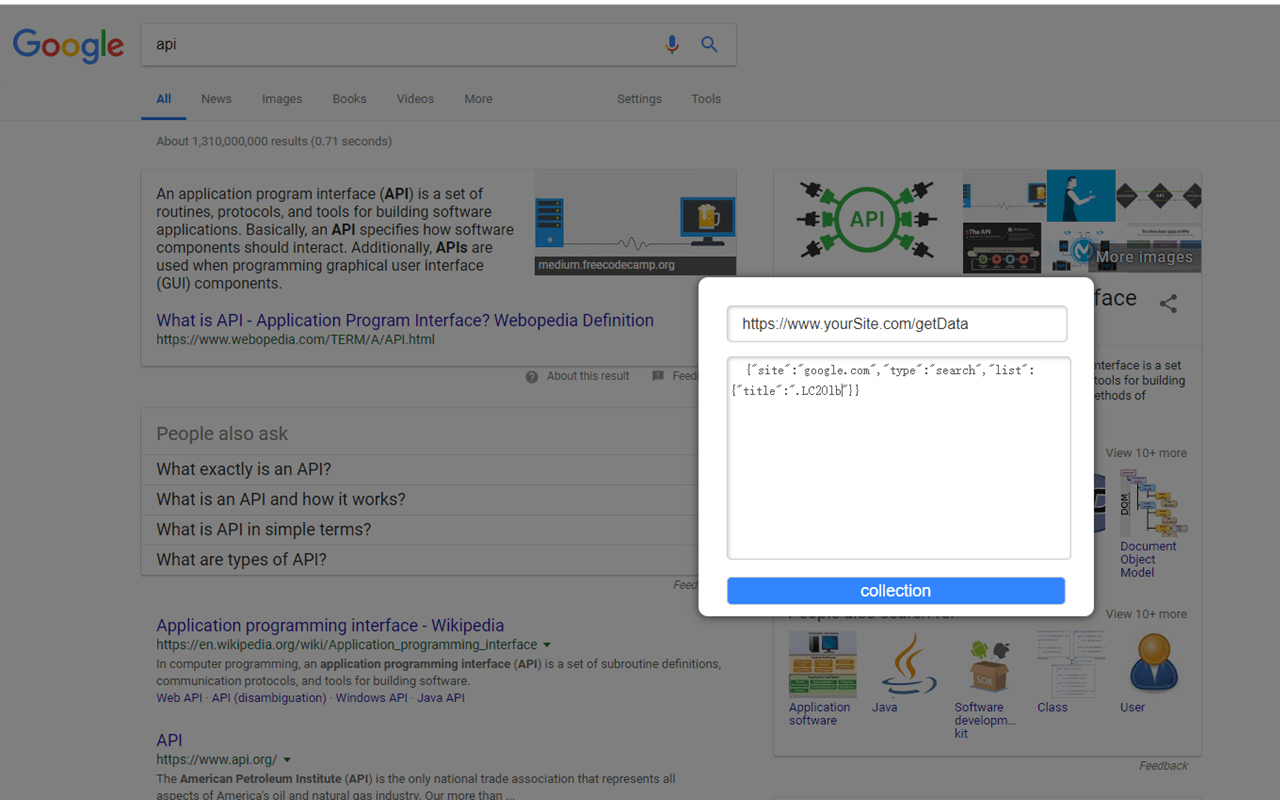 Google
api
All News Images Books Videos More Settings Tools
About 1,310,000,000 results (0.71 seconds)
An application program interface (API) is a set of
routines, protocols, and tools for building software
applications. Basically, an API specifies how software
components should interact. Additionally, APIs are
used when programming graphical user interface
(GUI) components.
medium.freecodecamp.org
What is API - Application Program Interface? Webopedia Definition
https://www.webopedia.com/TERM/A/API.html
About this result Feed
People also ask
What exactly is an API?
What is an API and how it works?
What is API in simple terms?
What are types of API?
Feed
Application programming interface - Wikipedia
https://en.wikipedia.org/wiki/Application_programming_interface
In computer programming, an application programming interface (API) is a set of subroutine definitions,
communication protocols, and tools for building software.
Web API · API (disambiguation) · Windows API · Java API
API
https://www.api.org/
The American Petroleum Institute (API) is the only national trade association that represents all
aspects of America's oil and natural gas industry. Our more than ...
API
API
The API
More images
face
https://www.yourSite.com/getData
{"site":"google.com","type":"search","list":
{"title":".LC20lb"}}
collection
nterface is a set
tools for building
ethods of
View 10+ more
DOM
Document
Object
Model
People also search for
View 10+ more
SDK
Application
software
Java
Software
developm...
kit
Class
User
Feedback